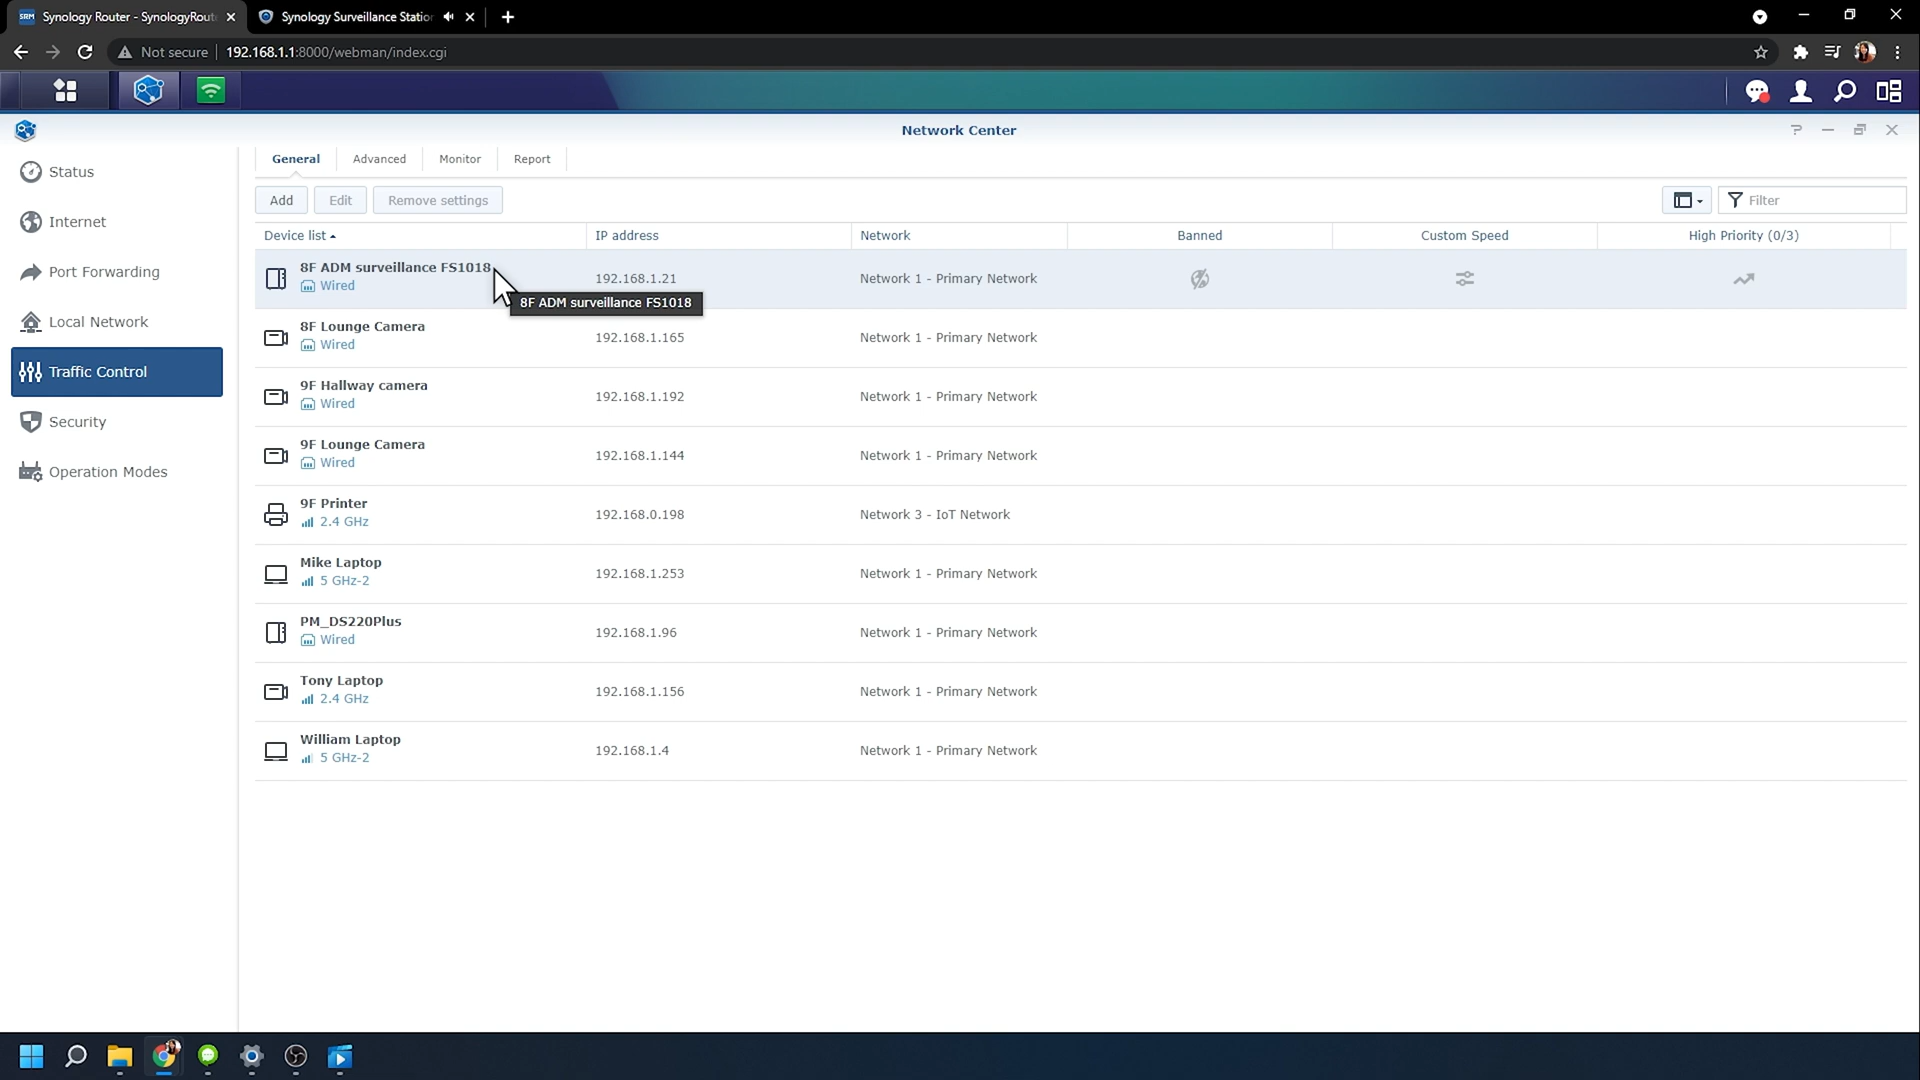 SRM Synology Router - SynologyRout
Synology Surveillance Station
Not secure 192.168.1.1:8000/webman/index.cgi
Network Center
Status
Internet
Port Forwarding
Local Network
Traffic Control
Security
Operation Modes
General Advanced Monitor Report
Add Edit Remove settings Filter
Device list IP address Network Banned Custom Speed High Priority (0/3)
8F ADM surveillance FS1018
Wired
192.168.1.21 Network 1 - Primary Network
8F ADM surveillance FS1018
8F Lounge Camera
Wired
192.168.1.165 Network 1 - Primary Network
9F Hallway camera
Wired
192.168.1.192 Network 1 - Primary Network
9F Lounge Camera
Wired
192.168.1.144 Network 1 - Primary Network
9F Printer
2.4 GHz
192.168.0.198 Network 3 - IoT Network
Mike Laptop
5 GHz-2
192.168.1.253 Network 1 - Primary Network
PM_DS220Plus
Wired
192.168.1.96 Network 1 - Primary Network
Tony Laptop
2.4 GHz
192.168.1.156 Network 1 - Primary Network
William Laptop
5 GHz-2
192.168.1.4 Network 1 - Primary Network